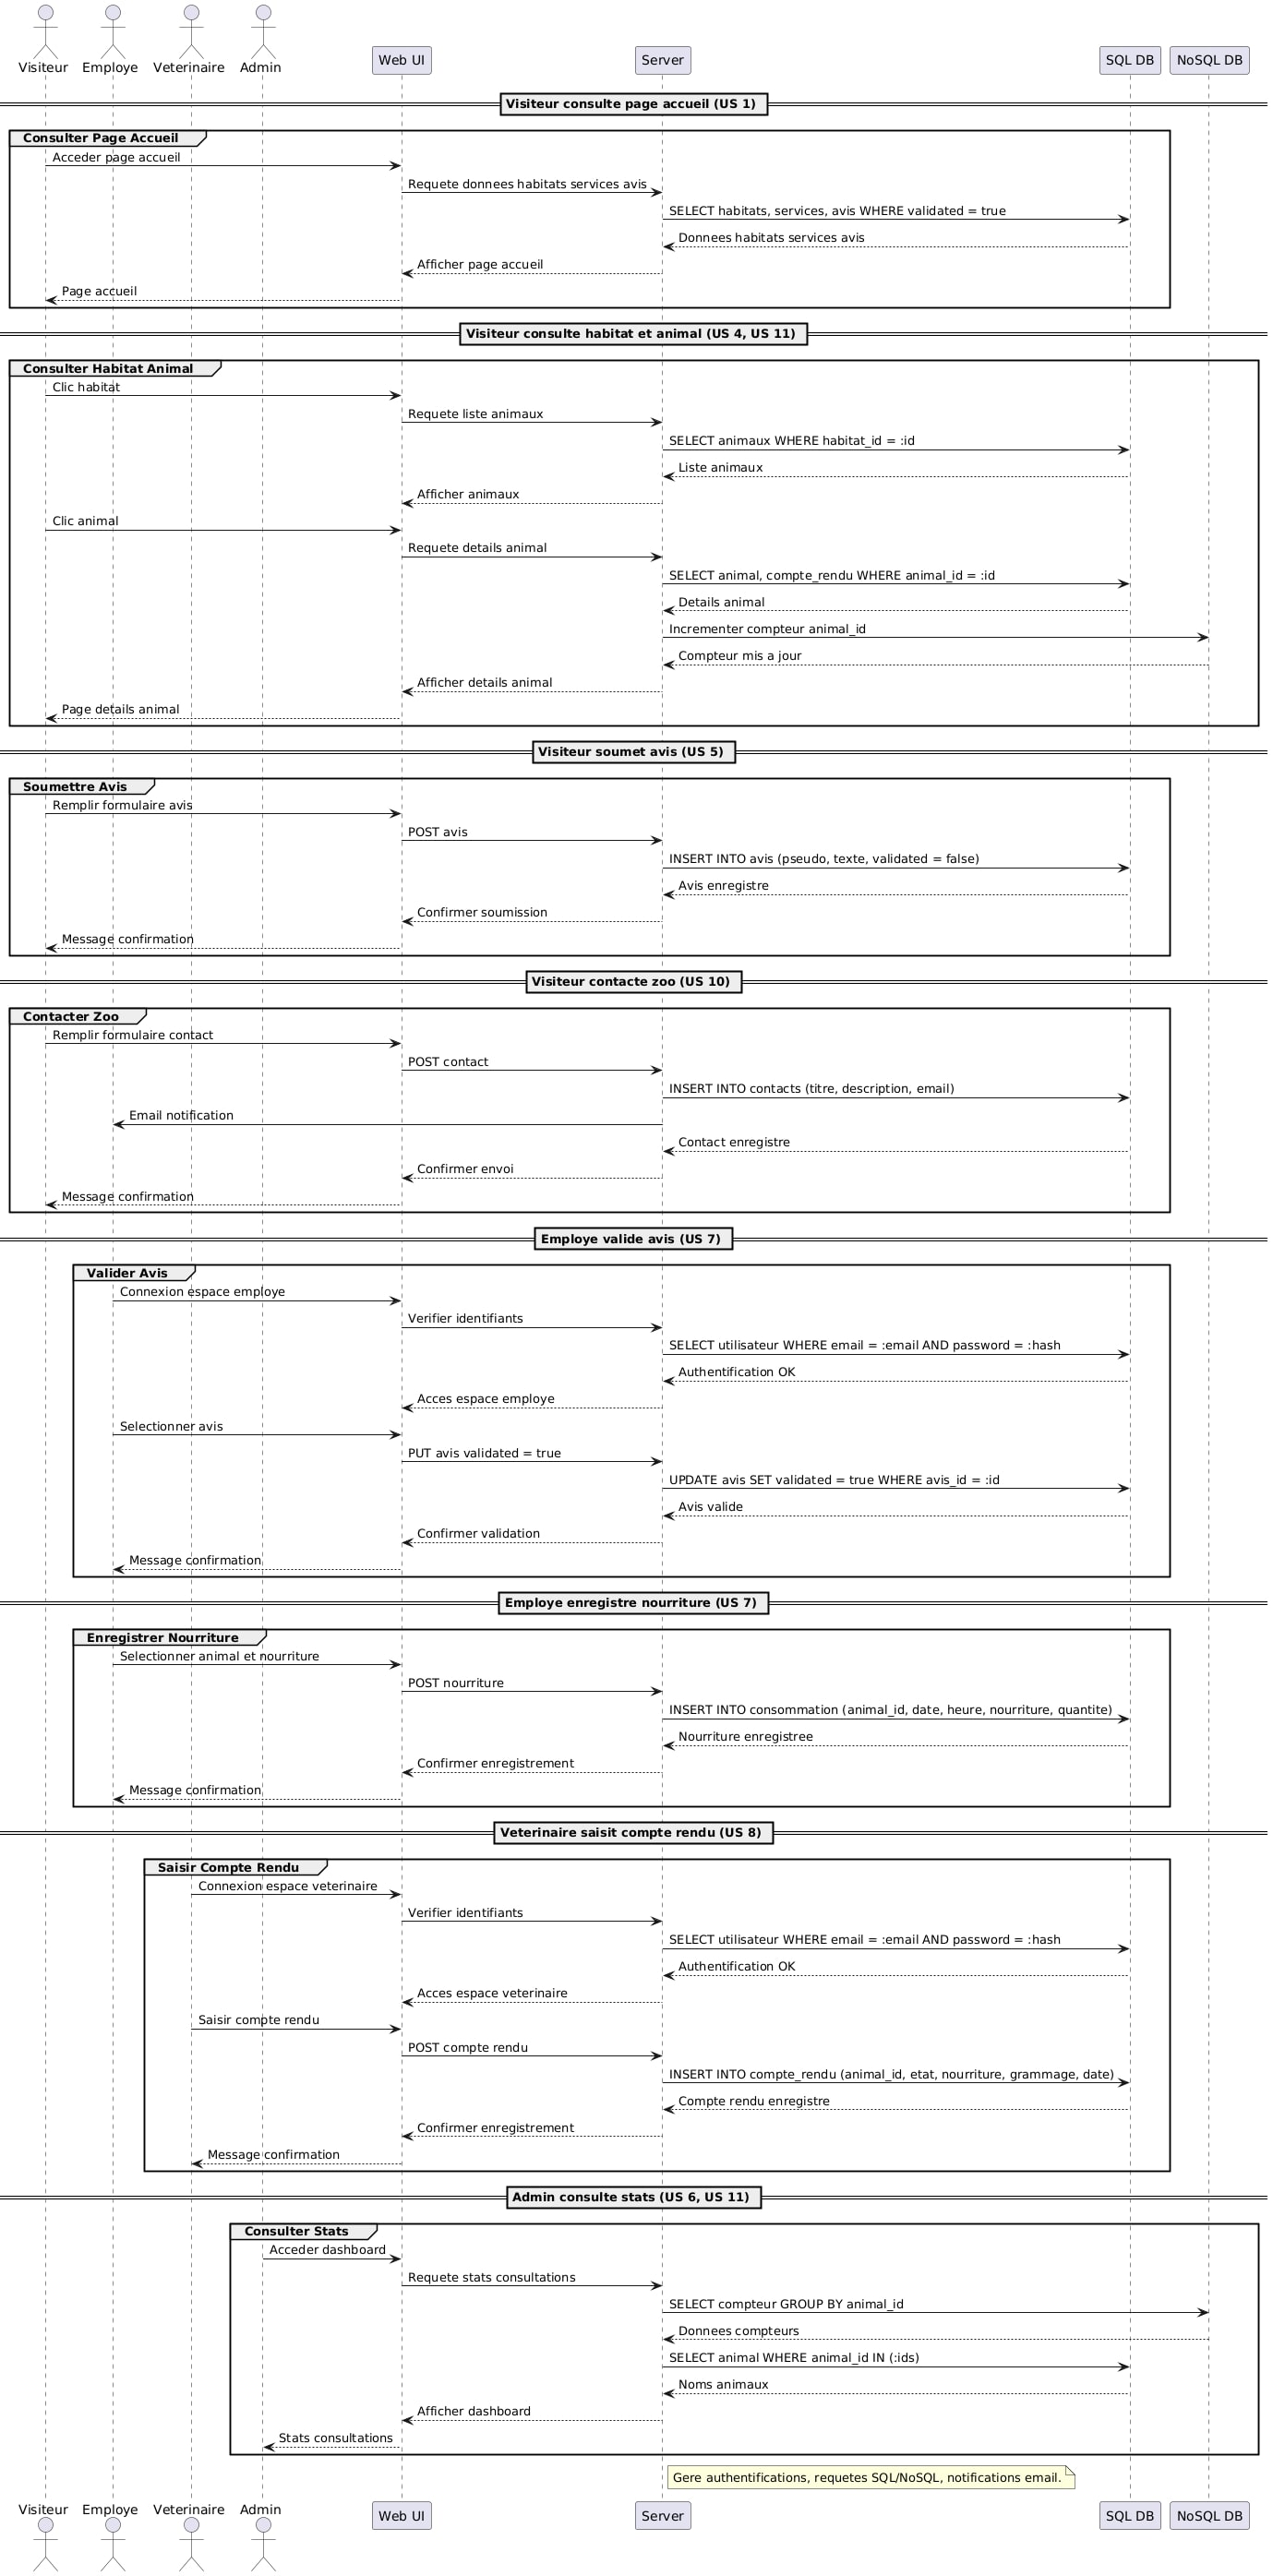 Visiteur Employe Veterinaire Admin Web UI Server SQL DB NoSQL DB
Visiteur consulte page accueil (US 1)
Consulter Page Accueil
Acceder page accueil
Requete donnees habitats services avis
SELECT habitats, services, avis WHERE validated = true
Donnees habitats services avis
Afficher page accueil
Page accueil
Visiteur consulte habitat et animal (US 4, US 11)
Consulter Habitat Animal
Clic habitat
Requete liste animaux
SELECT animaux WHERE habitat_id = :id
Liste animaux
Afficher animaux
Clic animal
Requete details animal
SELECT animal, compte_rendu WHERE animal_id = :id
Details animal
Incrementer compteur animal_id
Compteur mis a jour
Afficher details animal
Page details animal
Visiteur soumet avis (US 5)
Soumettre Avis
Remplir formulaire avis
POST avis
INSERT INTO avis (pseudo, texte, validated = false)
Avis enregistre
Confirmer soumission
Message confirmation
Visiteur contacte zoo (US 10)
Contacter Zoo
Remplir formulaire contact
POST contact
INSERT INTO contacts (titre, description, email)
Email notification
Contact enregistre
Confirmer envoi
Message confirmation
Employe valide avis (US 7)
Valider Avis
Connexion espace employe
Verifier identifiants
SELECT utilisateur WHERE email = :email AND password = :hash
Authentification OK
Acces espace employe
Selectionner avis
PUT avis validated = true
UPDATE avis SET validated = true WHERE avis_id = :id
Avis valide
Confirmer validation
Message confirmation
Employe enregistre nourriture (US 7)
Enregistrer Nourriture
Selectionner animal et nourriture
POST nourriture
INSERT INTO consommation (animal_id, date, heure, nourriture, quantite)
Nourriture enregistree
Confirmer enregistrement
Message confirmation
Veterinaire saisit compte rendu (US 8)
Saisir Compte Rendu
Connexion espace veterinaire
Verifier identifiants
SELECT utilisateur WHERE email = :email AND password = :hash
Authentification OK
Acces espace veterinaire
Saisir compte rendu
POST compte rendu
INSERT INTO compte_rendu (animal_id, etat, nourriture, grammage, date)
Compte rendu enregistre
Confirmer enregistrement
Message confirmation
Admin consulte stats (US 6, US 11)
Consulter Stats
Acceder dashboard
Requete stats consultations
SELECT compteur GROUP BY animal_id
Donnees compteurs
SELECT animal WHERE animal_id IN (:ids)
Noms animaux
Afficher dashboard
Stats consultations
Gere authentifications, requetes SQL/NoSQL, notifications email.
Visiteur Employe Veterinaire Admin Web UI Server SQL DB NoSQL DB